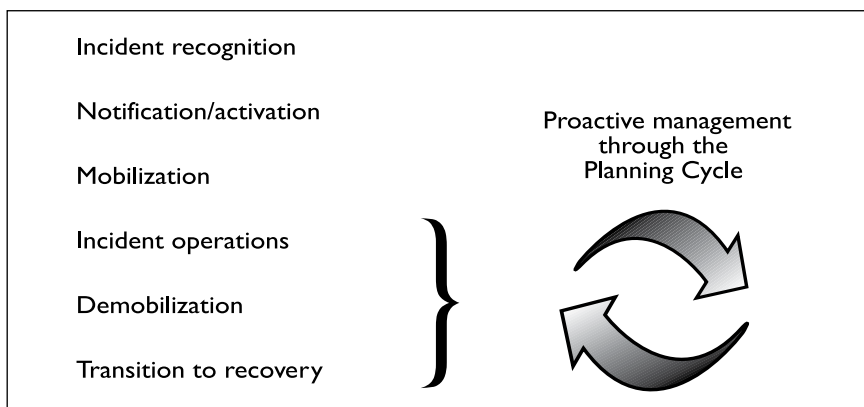 Incident recognition
Notification/activation
Mobilization
Incident operations
Demobilization
Transition to recovery
Proactive management
through the
Planning Cycle